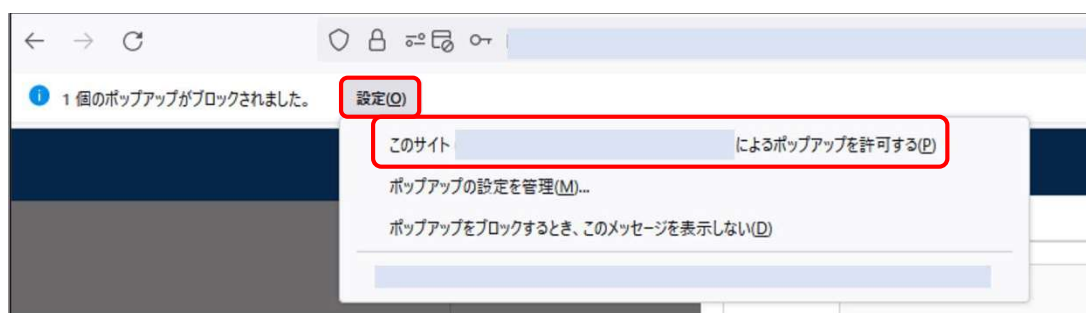 1 個のポップアップがブロックされました。 設定(O)
このサイト によるポップアップを許可する(P)
ポップアップの設定を管理(M)...
ポップアップをブロックするとき、このメッセージを表示しない(D)